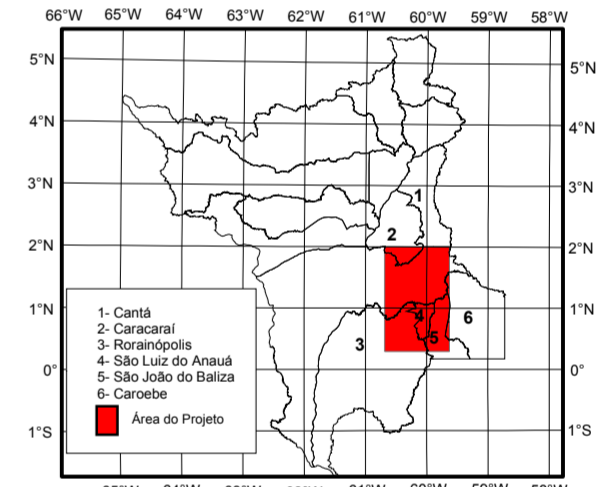 66°W 65°W 64°W 63°W 62°W 61°W 60°W 59°W 58°W
5°N 5°N
4°N 4°N
3°N 3°N
1
2
2°N 2°N
1°N 1°N
1- Cantá
2- Caracaraí
3- Rorainópolis
4- São Luiz do Anauá
5- São João do Baliza
6- Caroebe
Área do Projeto
4
6
5
3
0° 0°
1°S 1°S